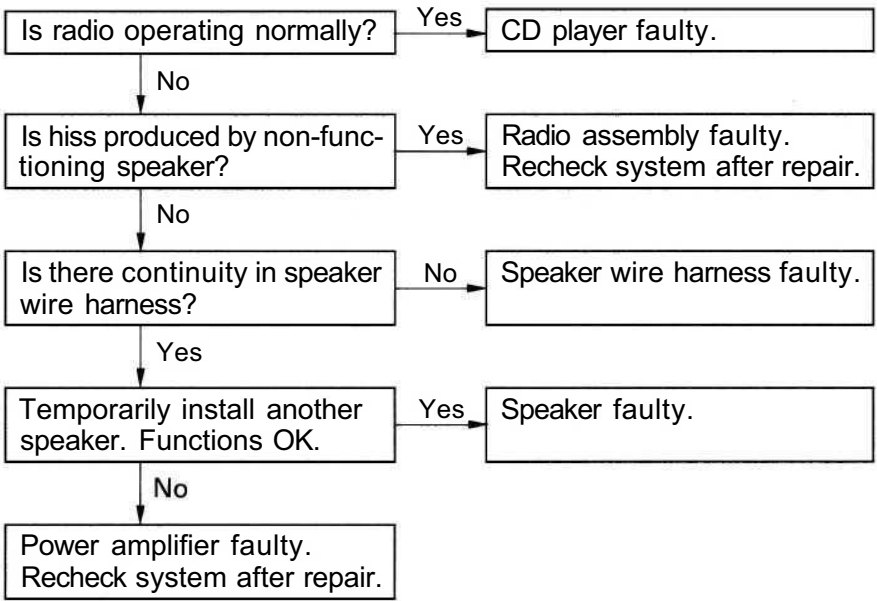 Is radio operating normally?
Yes
CD player faulty.
No
Is hiss produced by non-func-
tioning speaker?
Yes
Radio assembly faulty.
Recheck system after repair.
No
Is there continuity in speaker
wire harness?
No
Speaker wire harness faulty.
Yes
Temporarily install another
speaker. Functions OK.
Yes
Speaker faulty.
No
Power amplifier faulty.
Recheck system after repair.